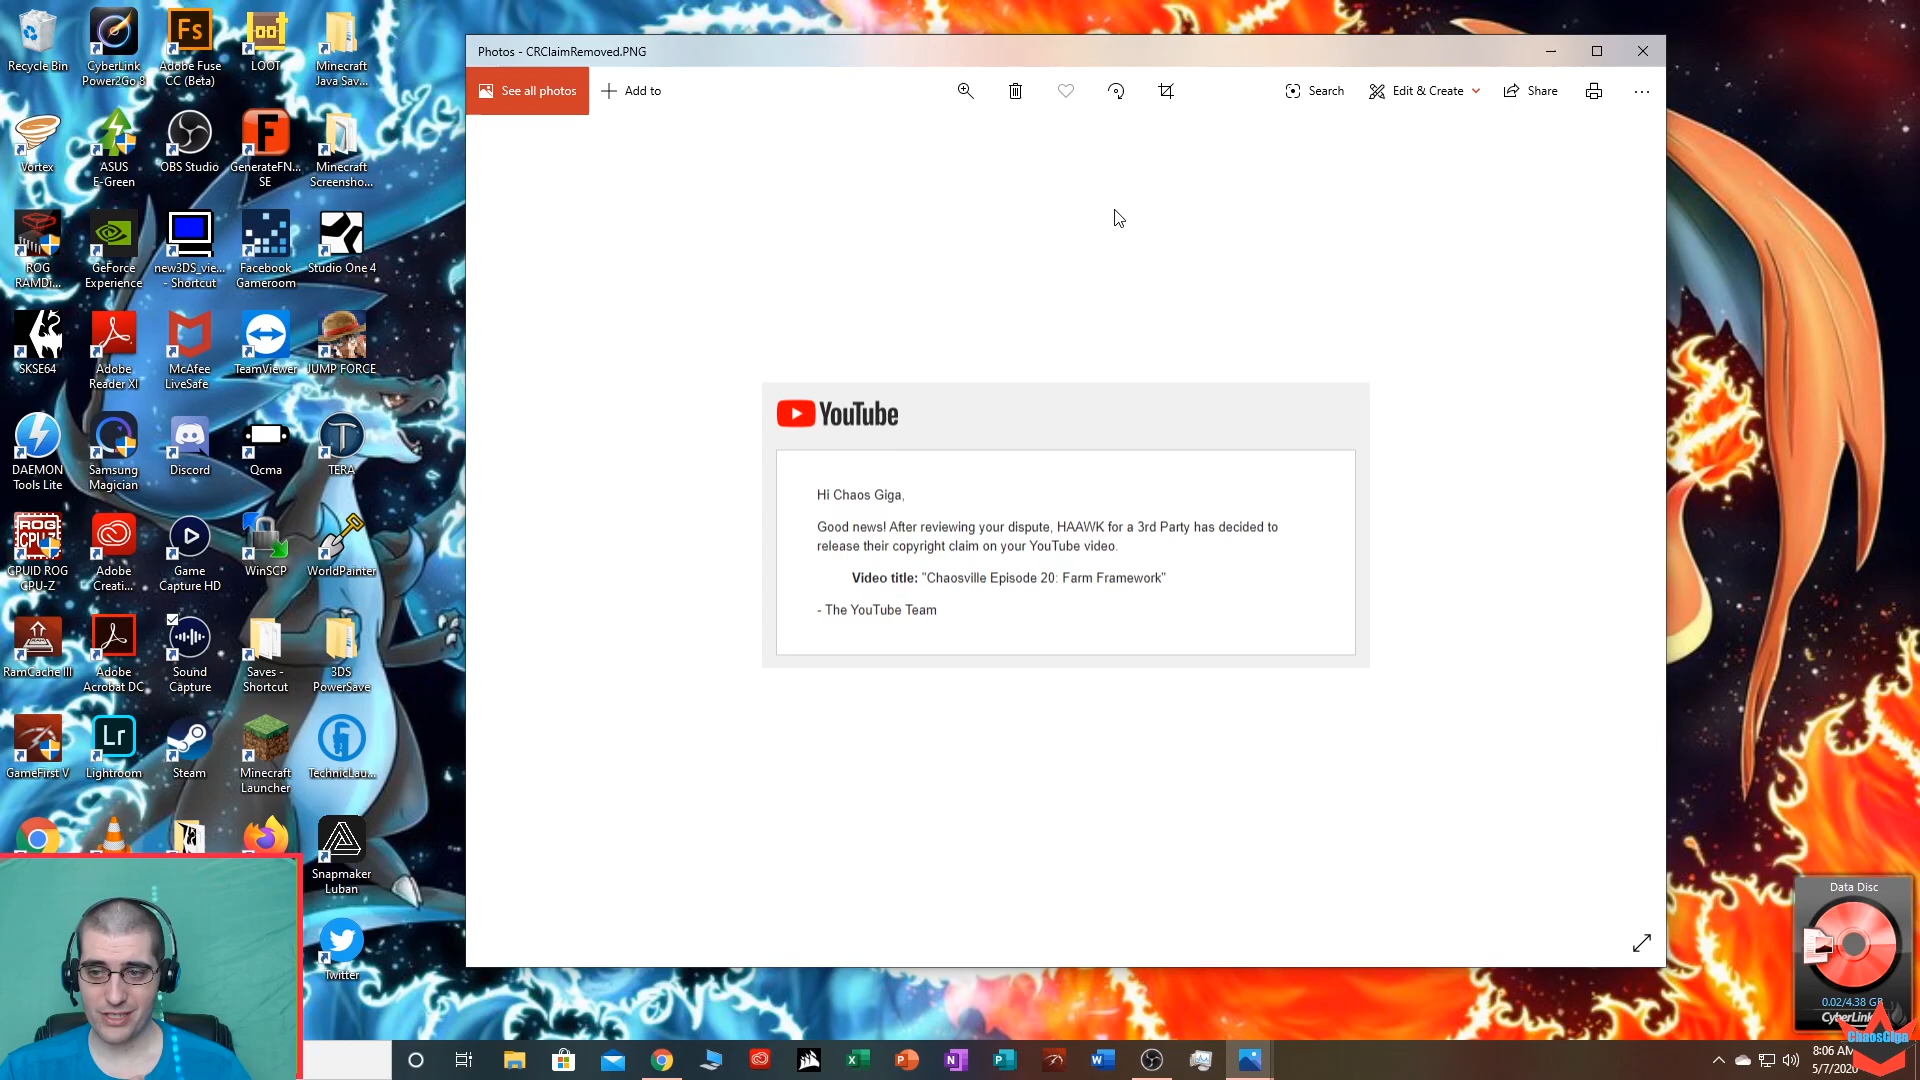 Recycle Bin
CyberLink
Power2Go 8
Adobe Fuse
CC (Beta)
LOOT
Minecraft
Java Sav...
Vortex
ASUS
E-Green
OBS Studio
GenerateFN...
SE
Minecraft
Screensho...
ROG
RAMDi...
GeForce
Experience
new3DS_vie...
- Shortcut
Facebook
Gameroom
Studio One 4
SKSE64
Adobe
Reader XI
McAfee
LiveSafe
TeamViewer
JUMP FORCE
DAEMON
Tools Lite
Samsung
Magician
Discord
Qcma
TERA
CPUID ROG
CPU-Z
Adobe
Creati...
Game
Capture HD
WinSCP
WorldPainter
RamCache III
Adobe
Acrobat DC
Sound
Capture
Saves -
Shortcut
3DS
PowerSave
GameFirst V
Lightroom
Steam
Minecraft
Launcher
TechnicLau...
Snapmaker
Luban
Twitter
Photos - CRClaimRemoved.PNG
See all photos
Add to
Search
Edit & Create
Share
YouTube
Hi Chaos Giga,
Good news! After reviewing your dispute, HAAWK for a 3rd Party has decided to
release their copyright claim on your YouTube video.
Video title: "Chaosville Episode 20: Farm Framework"
- The YouTube Team
Data Disc
0.02/4.38 GB
CyberLink
ChaosGiga
8:06 AM
5/7/2020